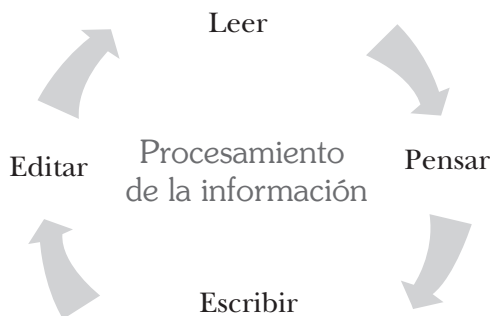 Leer
Pensar
Escribir
Editar
Procesamiento
de la información